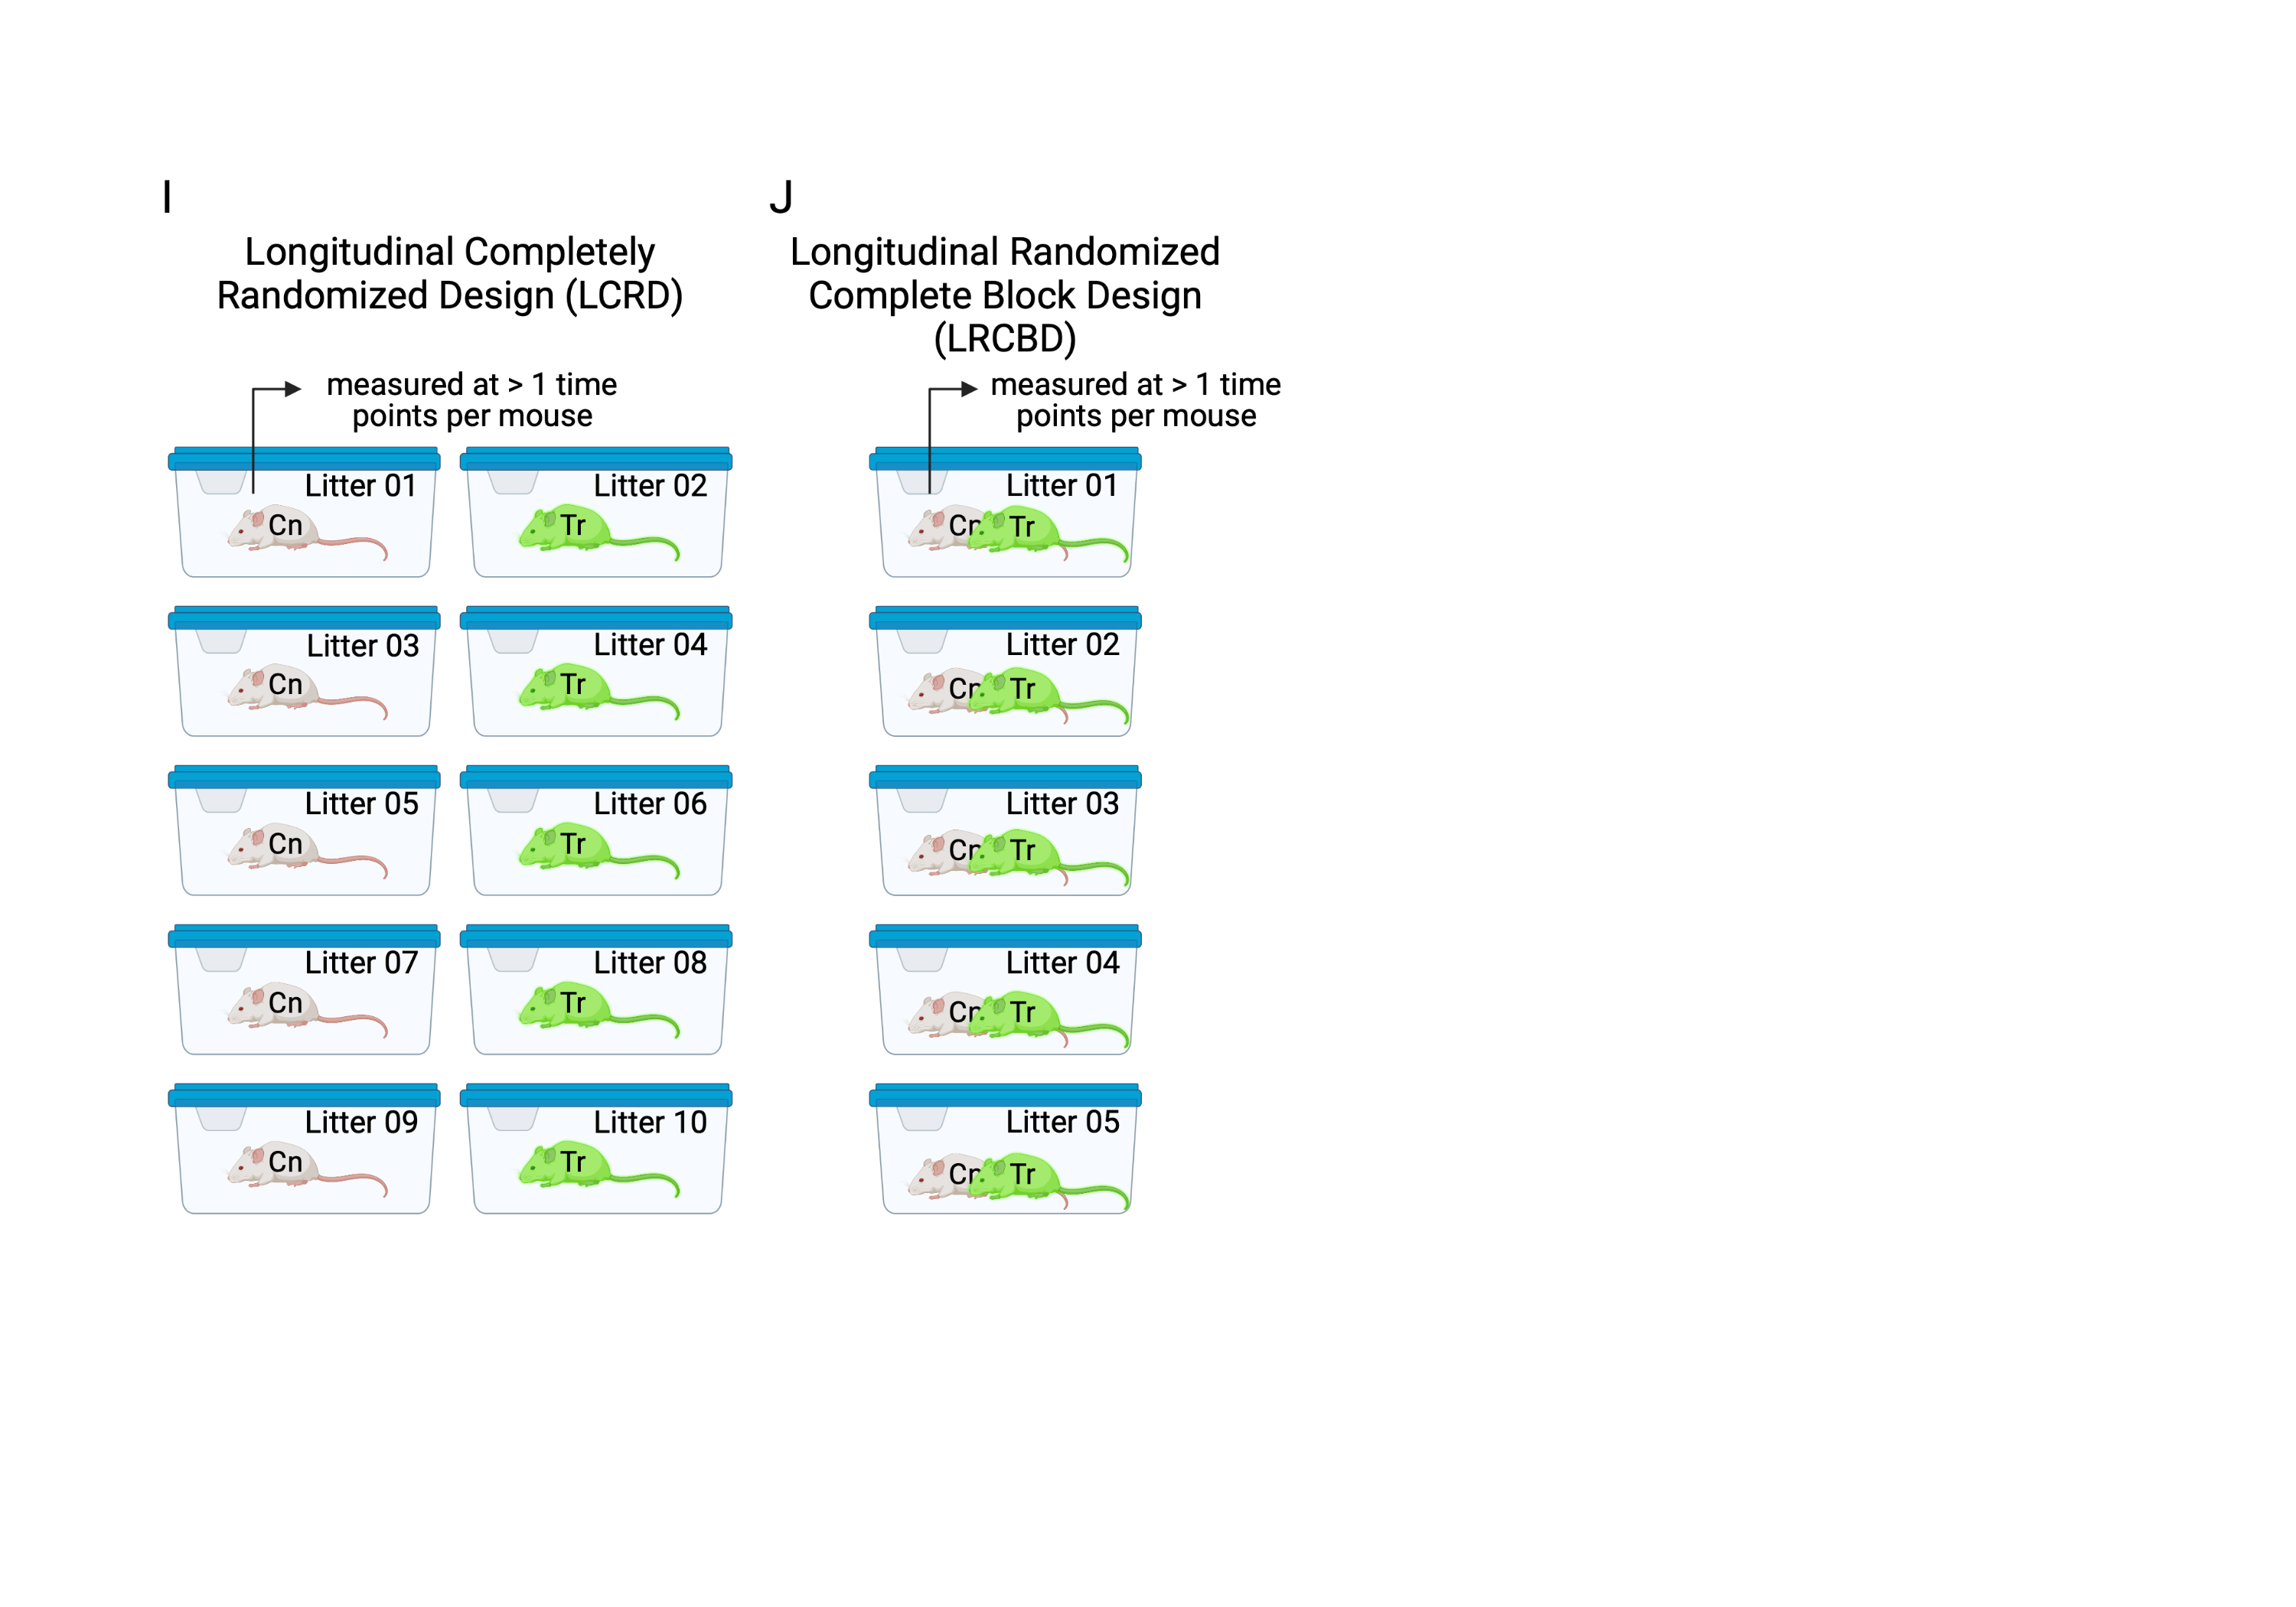 I
Longitudinal Completely
Randomized Design (LCRD)
measured at > 1 time
points per mouse
Litter 01
Cn
Litter 02
Tr
Litter 03
Cn
Litter 04
Tr
Litter 05
Cn
Litter 06
Tr
Litter 07
Cn
Litter 08
Tr
Litter 09
Cn
Litter 10
Tr
J
Longitudinal Randomized
Complete Block Design
(LRCBD)
measured at > 1 time
points per mouse
Litter 01
Cn Tr
Litter 02
Cn Tr
Litter 03
Cn Tr
Litter 04
Cn Tr
Litter 05
Cn Tr